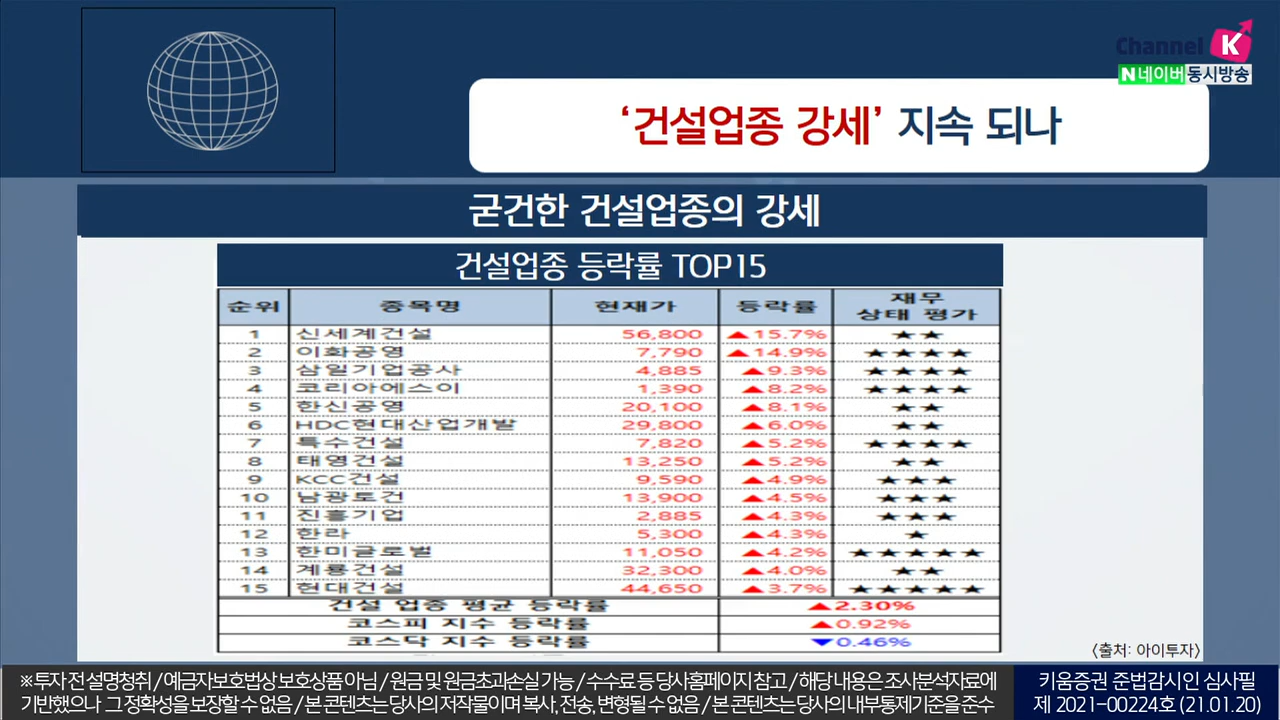 Channel K
N 네이버 동시방송
‘건설업종 강세’ 지속 되나
굳건한 건설업종의 강세
건설업종 등락률 TOP15
순위 종목명 현재가 등락률 재무 상태 평가
1 신세계건설 56,800 ▲15.7% ★★
2 이화공영 7,790 ▲14.9% ★★★★
3 삼일기업공사 4,885 ▲9.3% ★★★★
4 코리아에스이 1,390 ▲8.2% ★★★★
5 한신공영 20,100 ▲8.1% ★★
6 HDC현대산업개발 29,800 ▲6.0% ★★
7 특수건설 7,820 ▲5.2% ★★★★
8 태영건설 13,250 ▲5.2% ★★
9 KCC건설 9,590 ▲4.9% ★★★
10 남광토건 13,900 ▲4.5% ★★★
11 진흥기업 2,885 ▲4.3% ★★★
12 한라 5,300 ▲4.3% ★
13 한미글로벌 11,050 ▲4.2% ★★★★★
14 계룡건설 32,300 ▲4.0% ★★
15 현대건설 44,650 ▲3.7% ★★★★★
건설 업종 평균 등락률 ▲2.30%
코스피 지수 등락률 ▲0.92%
코스닥 지수 등락률 ▼0.46%
<출처: 아이투자>
※투자 전 설명청취 / 예금자보호법상 보호상품 아님 / 원금 및 원금초과손실 가능 / 수수료 등 당사홈페이지 참고 / 해당 내용은 조사분석자료에
기반했으나 그 정확성을 보장할 수 없음 / 본 콘텐츠는 당사의 저작물이며 복사, 전송, 변형될 수 없음 / 본 콘텐츠는 당사의 내부통제기준을 준수
키움증권 준법감시인 심사필
제 2021-00224호 (21.01.20)